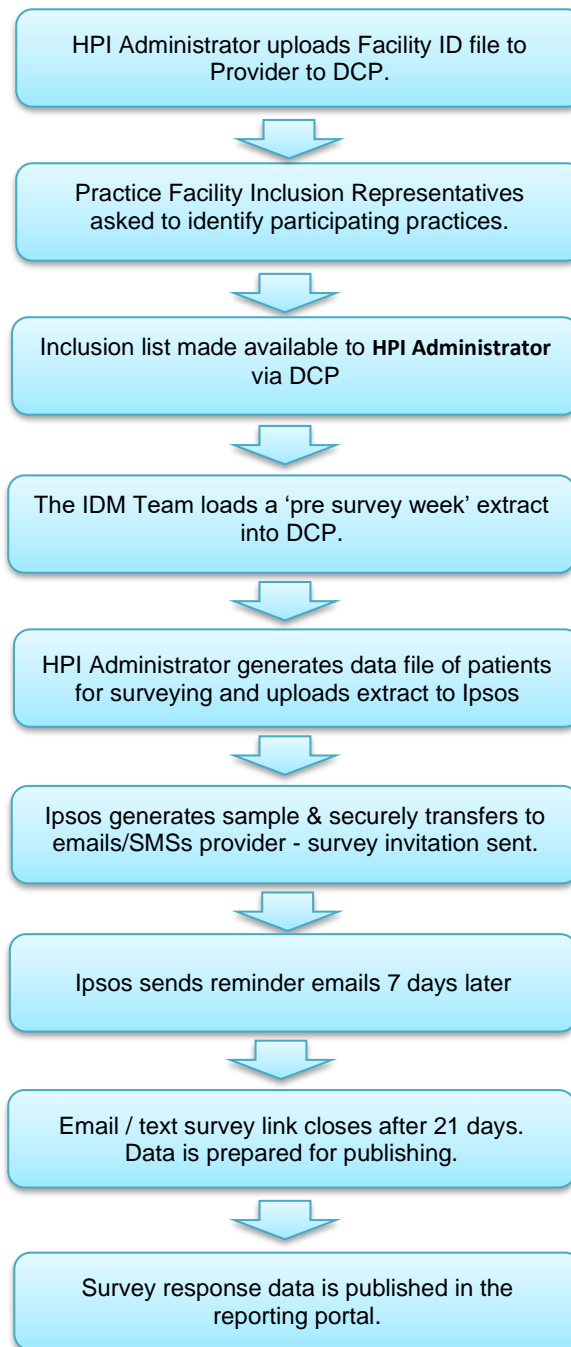 HPI Administrator uploads Facility ID file to
Provider to DCP.
Practice Facility Inclusion Representatives
asked to identify participating practices.
Inclusion list made available to HPI Administrator
via DCP
The IDM Team loads a ‘pre survey week’ extract
into DCP.
HPI Administrator generates data file of patients
for surveying and uploads extract to Ipsos
Ipsos generates sample & securely transfers to
emails/SMSs provider - survey invitation sent.
Ipsos sends reminder emails 7 days later
Email / text survey link closes after 21 days.
Data is prepared for publishing.
Survey response data is published in the
reporting portal.